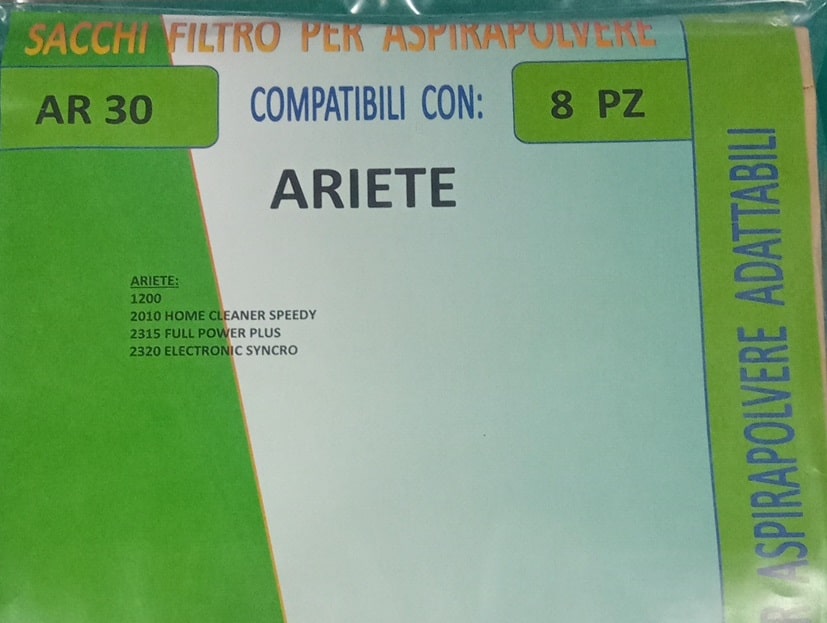 SACCHI FILTRO PER ASPIRAPOLVERE
AR 30
COMPATIBILI CON:
8 PZ
ARIETE
ARIETE:
1200
2010 HOME CLEANER SPEEDY
2315 FULL POWER PLUS
2320 ELECTRONIC SYNCRO
ASPIRAPOLVERE ADATTABILI